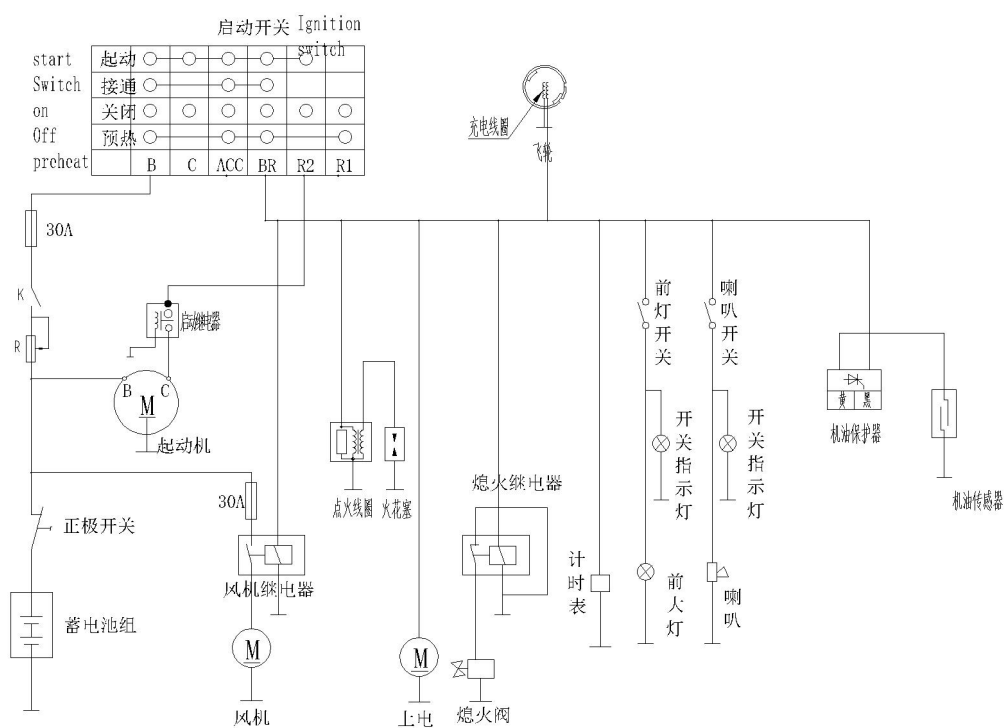 启动开关 Ignition switch
start 起动
Switch 接通
on 关闭
Off 预热
preheat B C ACC BR R2 R1
30A
K
R
启动继电器
B C
M
起动机
正极开关
蓄电池组
30A
风机继电器
M
风机
点火线圈
火花塞
M
上电
熄火继电器
熄火阀
充电线圈
飞轮
计时表
前灯开关
开关指示灯
前大灯
喇叭开关
开关指示灯
喇叭
黄 黑
机油保护器
机油传感器